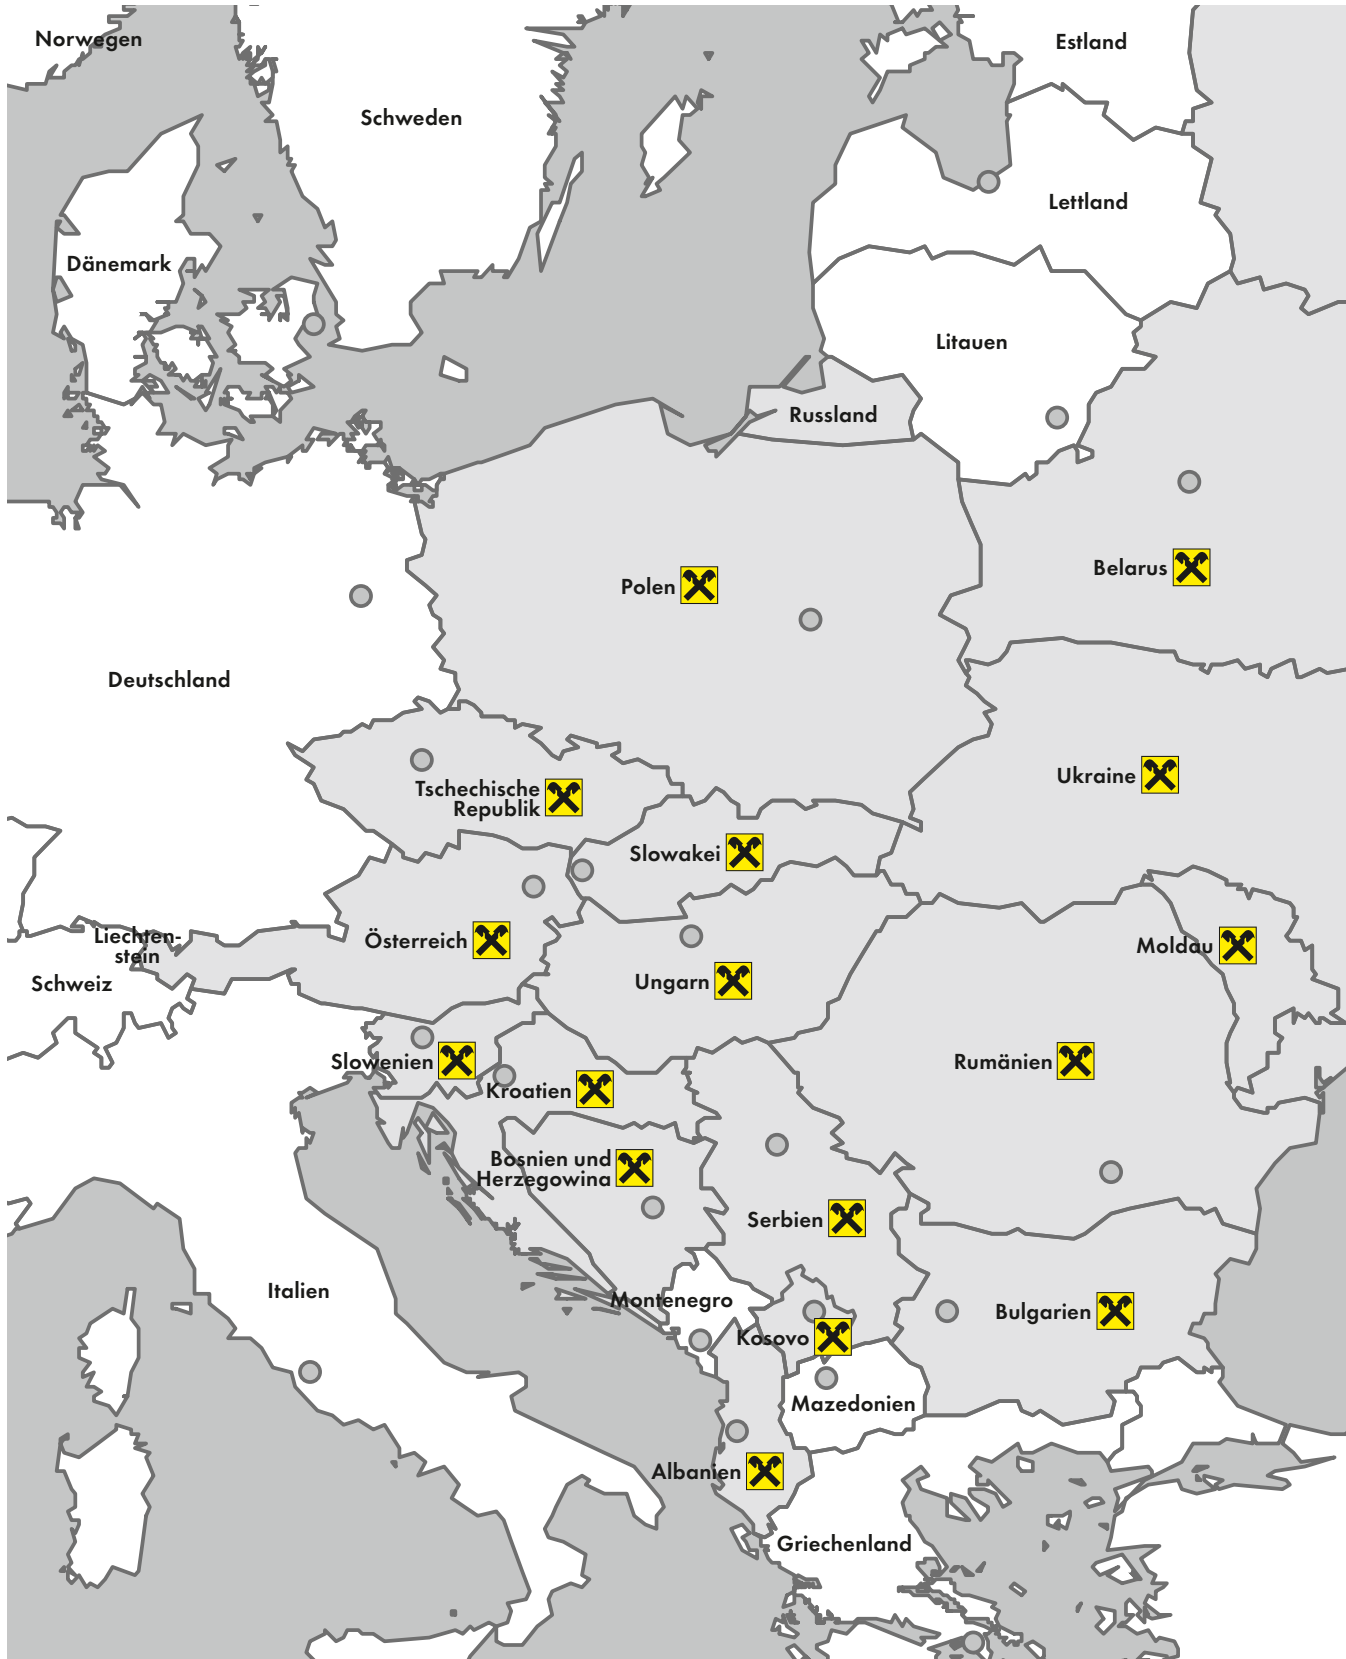 Norwegen
Estland
Schweden
Lettland
Dänemark
Litauen
Russland
Belarus
Polen
Deutschland
Ukraine
Tschechische
Republik
Slowakei
Liechten-
stein
Österreich
Moldau
Schweiz
Ungarn
Slowenien
Rumänien
Kroatien
Bosnien und
Herzegowina
Serbien
Italien
Montenegro
Bulgarien
Kosovo
Mazedonien
Albanien
Griechenland